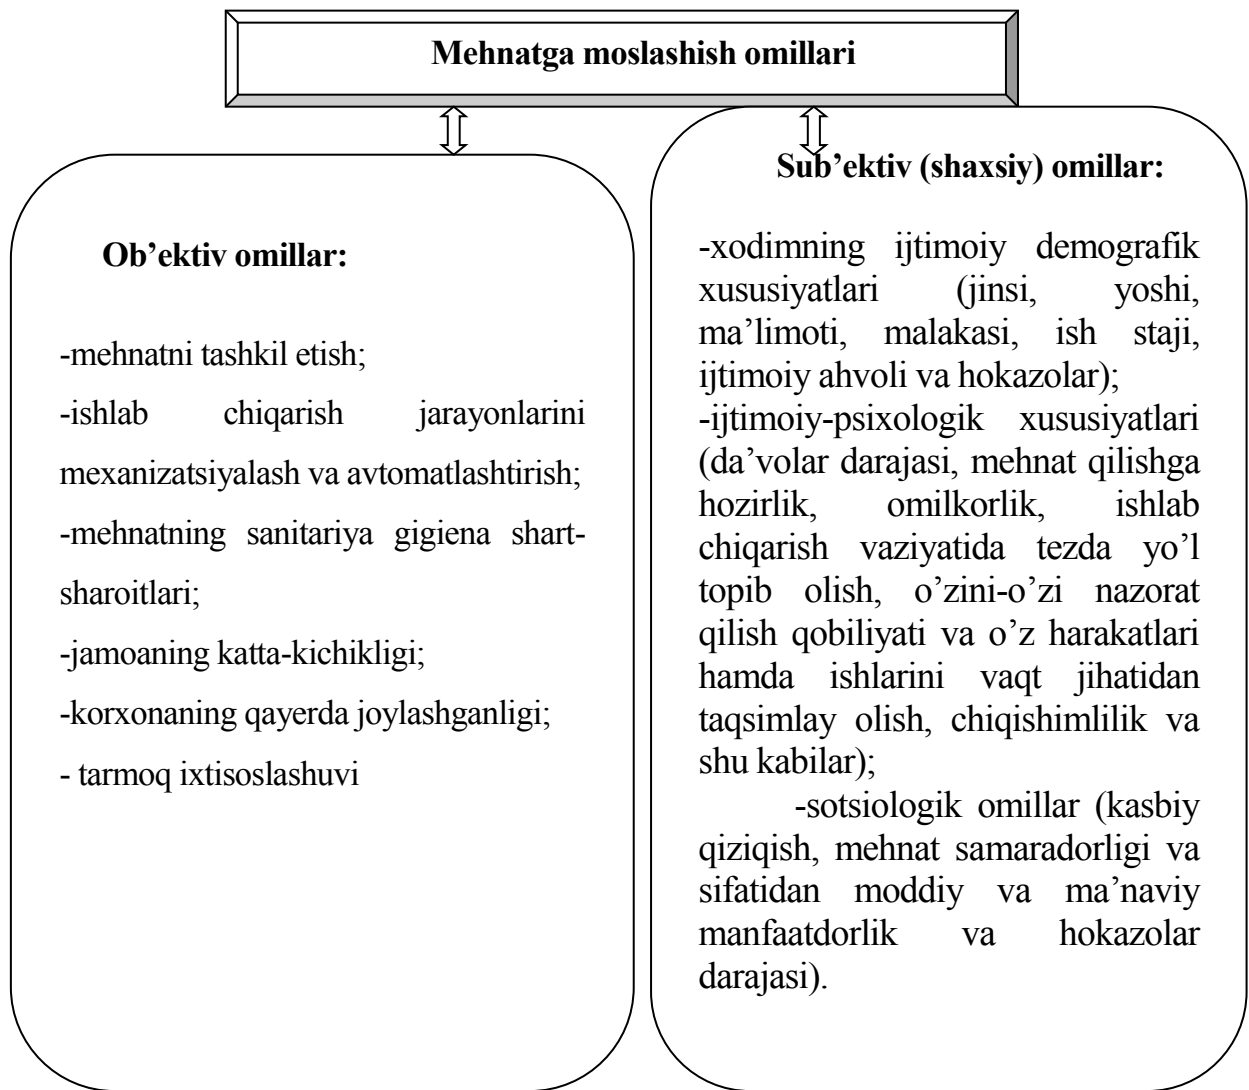 Mehnatga moslashish omillari
Ob’ektiv omillar:
-mehnatni tashkil etish;
-ishlab chiqarish jarayonlarini
mexanizatsiyalash va avtomatlashtirish;
-mehnatning sanitariya gigiena shart-
sharoitlari;
-jamoaning katta-kichikligi;
-korxonaning qayerda joylashganligi;
- tarmoq ixtisoslashuvi
Sub’ektiv (shaxsiy) omillar:
-xodimning ijtimoiy demografik
xususiyatlari (jinsi, yoshi,
ma’limoti, malakasi, ish staji,
ijtimoiy ahvoli va hokazolar);
-ijtimoiy-psixologik xususiyatlari
(da’volar darajasi, mehnat qilishga
hozirlik, omilkorlik, ishlab
chiqarish vaziyatida tezda yo’l
topib olish, o’zini-o’zi nazorat
qilish qobiliyati va o’z harakatlari
hamda ishlarini vaqt jihatidan
taqsimlay olish, chiqishimlilik va
shu kabilar);
-sotsiologik omillar (kasbiy
qiziqish, mehnat samaradorligi va
sifatidan moddiy va ma’naviy
manfaatdorlik va hokazolar
darajasi).